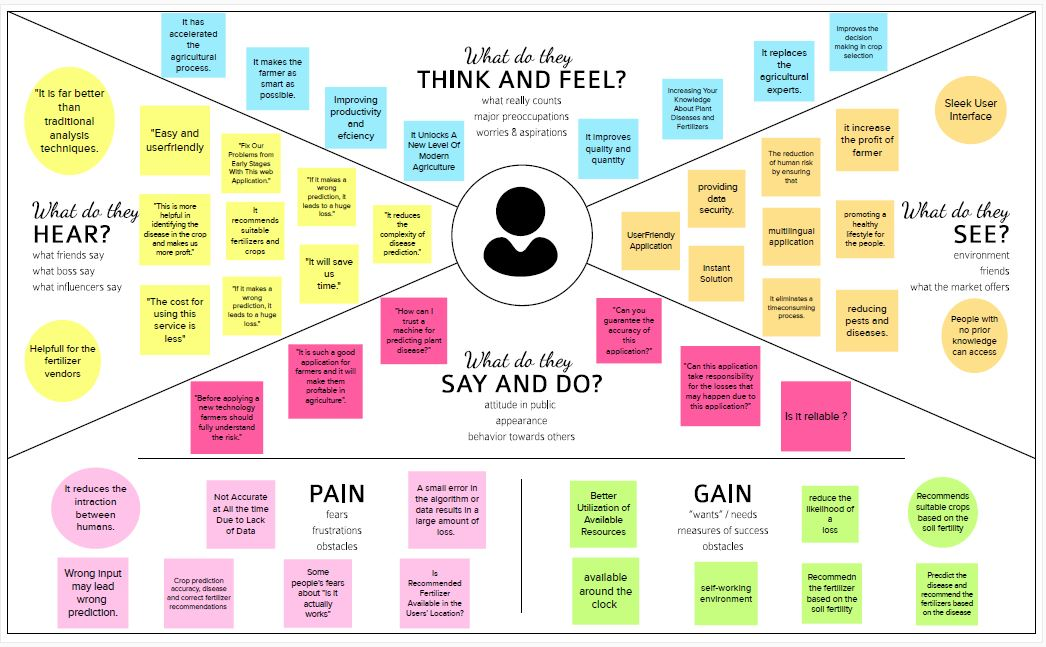 What do they
THINK AND FEEL?
what really counts
major preoccupations
worries & aspirations
It has
accelerated
the
agricultural
process.
It makes the
farmer as
smart as
possible.
Improving
productivity
and
efciency
It Unlocks A
New Level Of
Modern
Agriculture
It improves
quality and
quantity
Increasing Your
Knowledge
About Plant
Diseases and
Fertilizers
It replaces
the
agricultural
experts.
Improves the
decision
making in crop
selection
What do they
HEAR?
what friends say
what boss say
what influencers say
"It is far better
than
traditional
analysis
techniques.
"Easy and
userfriendly
"Fix Our
Problems from
Early Stages
With This web
Application."
"If it makes a
wrong
prediction, it
leads to a huge
loss."
"This is more
helpful in
identifying the
disease in the crop
and makes us
more proft."
It
recommends
suitable
fertilizers and
crops
"It reduces
the
complexity of
disease
prediction."
"It will save
us
time."
"The cost for
using this
service is
less"
"If it makes a
wrong
prediction, it
leads to a huge
loss."
Helpfull for the
fertilizer
vendors
What do they
SEE?
environment
friends
what the market offers
Sleek User
Interface
it increase
the profit of
farmer
The reduction
of human risk
by ensuring
that
providing
data
security.
UserFriendly
Application
multilingual
application
promoting a
healthy
lifestyle for
the people.
Instant
Solution
It eliminates a
timeconsuming
process.
reducing
pests and
diseases.
People with
no prior
knowledge
can access
What do they
SAY AND DO?
attitude in public
appearance
behavior towards others
"How can I
trust a
machine for
predicting plant
disease?"
"It is such a good
application for
farmers and it will
make them
profitable in
agriculture".
"Before applying a
new technology
farmers should
fully understand
the risk."
"Can you
guarantee the
accuracy of
this
application?"
"Can this application
take responsibility
for the losses that
may happen due to
this application?"
Is it reliable ?
PAIN
fears
frustrations
obstacles
It reduces the
intraction
between
humans.
Not Accurate
at All the time
Due to Lack
of Data
A small error in
the algorithm or
data results in a
large amount of
loss.
Wrong input
may lead
wrong
prediction.
Crop prediction
accuracy, disease
and correct fertilizer
recommendations
Some
people's fears
about "Is it
actually
works"
Is
Recommended
Fertilizer
Available in the
Users' Location?
GAIN
"wants" / needs
measures of success
obstacles
Better
Utilization of
Available
Resources
reduce the
likelihood of
a
loss
Recommends
suitable crops
based on the
soil fertility
available
around the
clock
self-working
environment
Recommedn
the fertilizer
based on the
soil fertility
Precdict the
disease and
recommend the
fertilizers based
on the disease